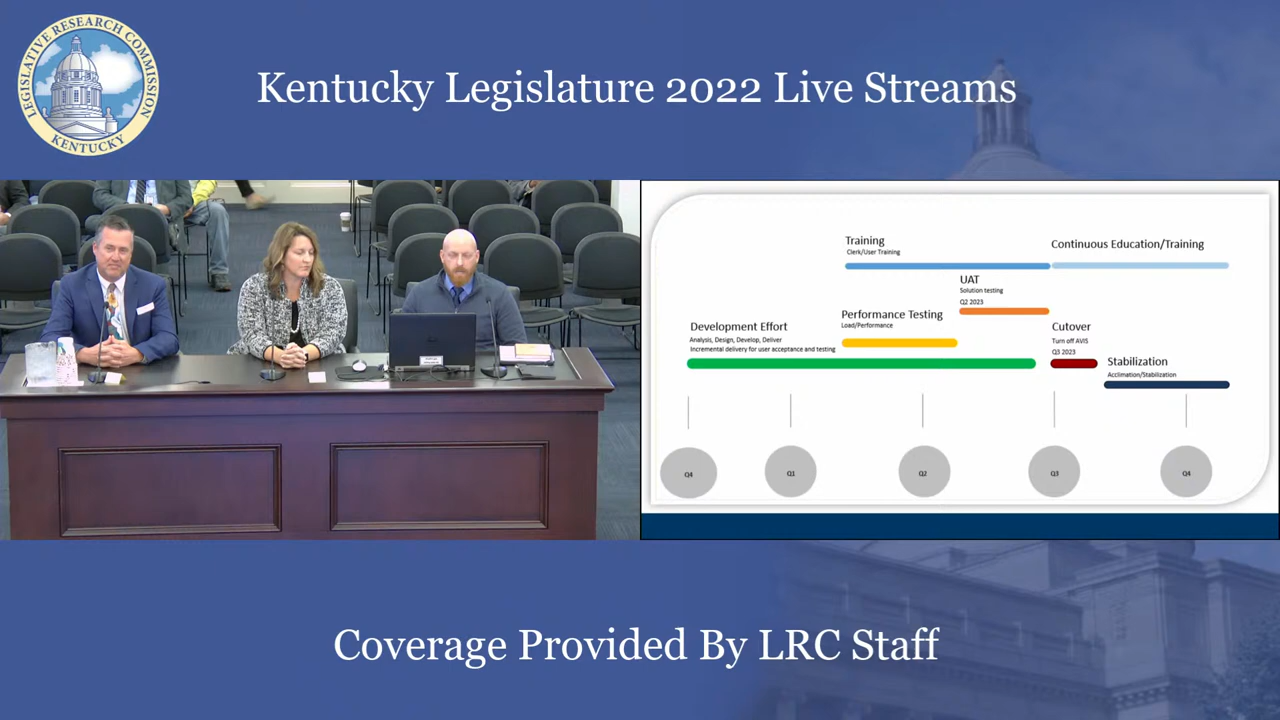 LEGISLATIVE RESEARCH COMMISSION
KENTUCKY
Kentucky Legislature 2022 Live Streams
Training
Clerk/User Training
Continuous Education/Training
UAT
Solution testing
Q2 2023
Performance Testing
Load/Performance
Development Effort
Analysis, Design, Develop, Deliver
Incremental delivery for user acceptance and testing
Cutover
Turn off AVIS
Q3 2023
Stabilization
Acclimation/Stabilization
Q4
Q1
Q2
Q3
Q4
Coverage Provided By LRC Staff